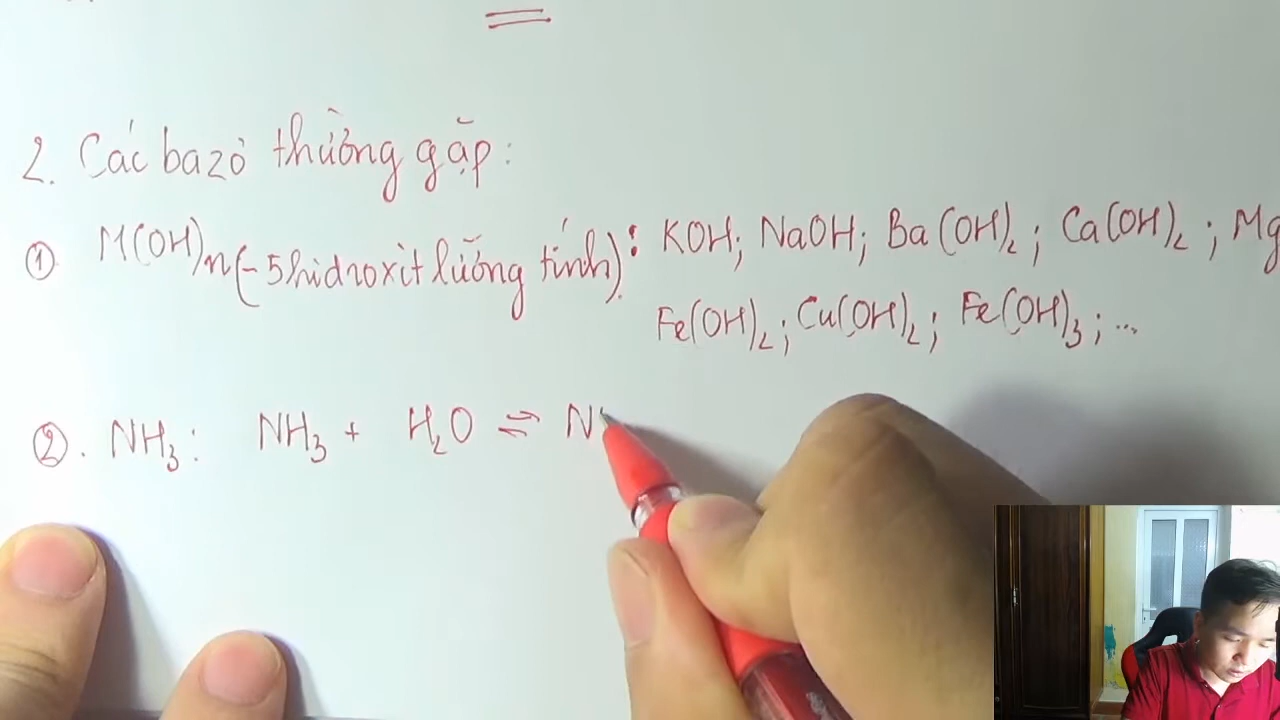 2. Các bazơ thường gặp:
① M(OH)n (- 5 hidroxit lưỡng tính): KOH; NaOH; Ba(OH)₂; Ca(OH)₂; Mg
Fe(OH)₂; Cu(OH)₂; Fe(OH)₃; ...
②. NH₃: NH₃ + H₂O ⇌ N